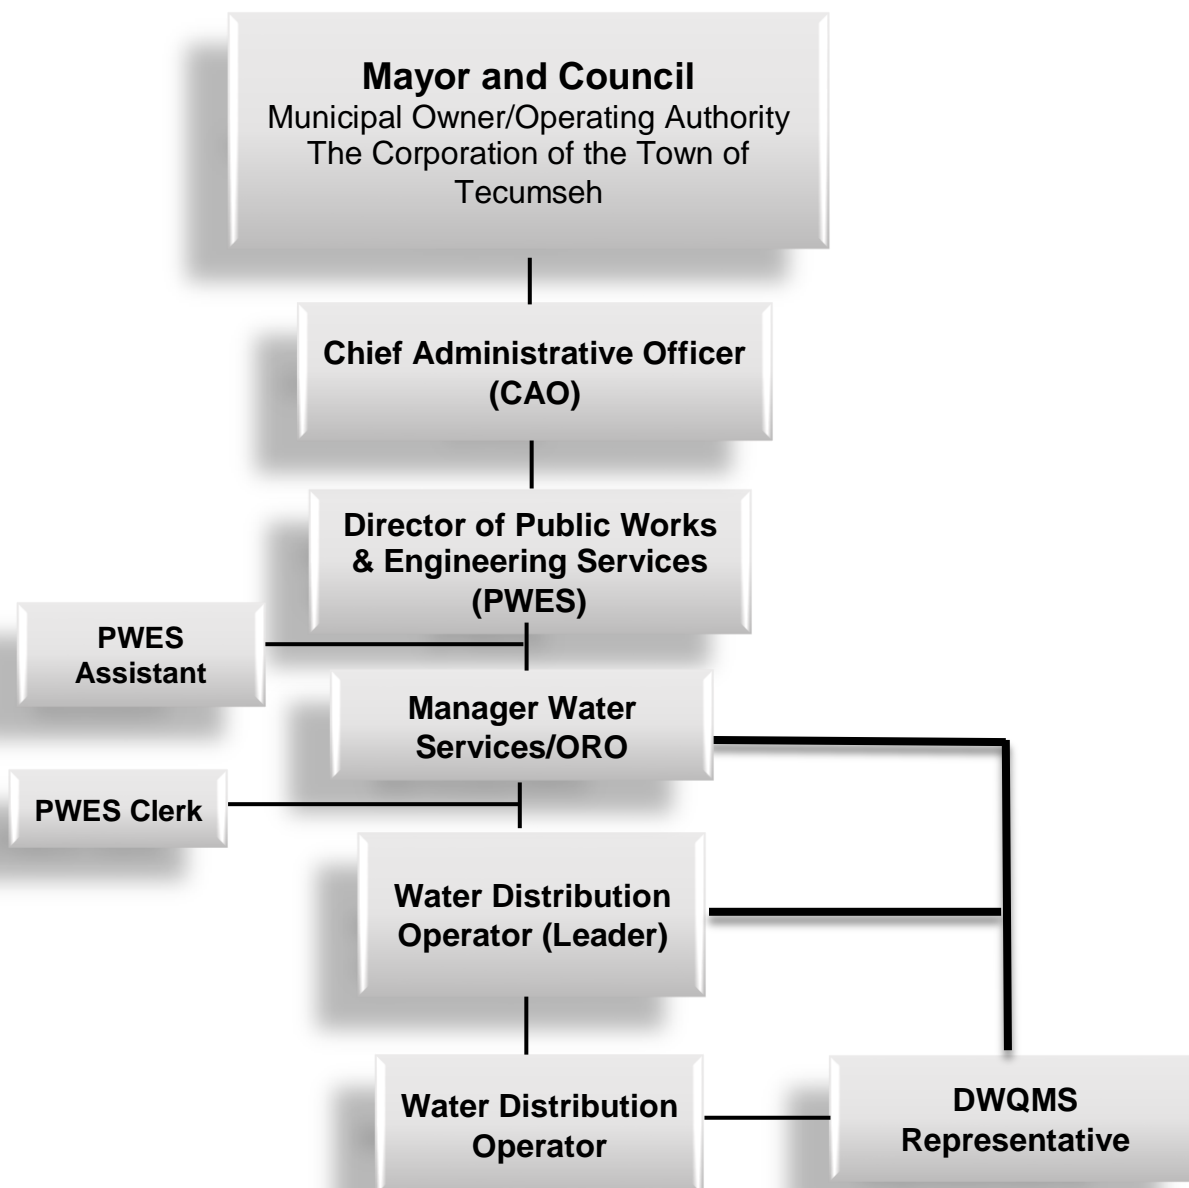 Mayor and Council
Municipal Owner/Operating Authority
The Corporation of the Town of
Tecumseh
Chief Administrative Officer
(CAO)
Director of Public Works
& Engineering Services
(PWES)
PWES
Assistant
Manager Water
Services/ORO
PWES Clerk
Water Distribution
Operator (Leader)
Water Distribution
Operator
DWQMS
Representative